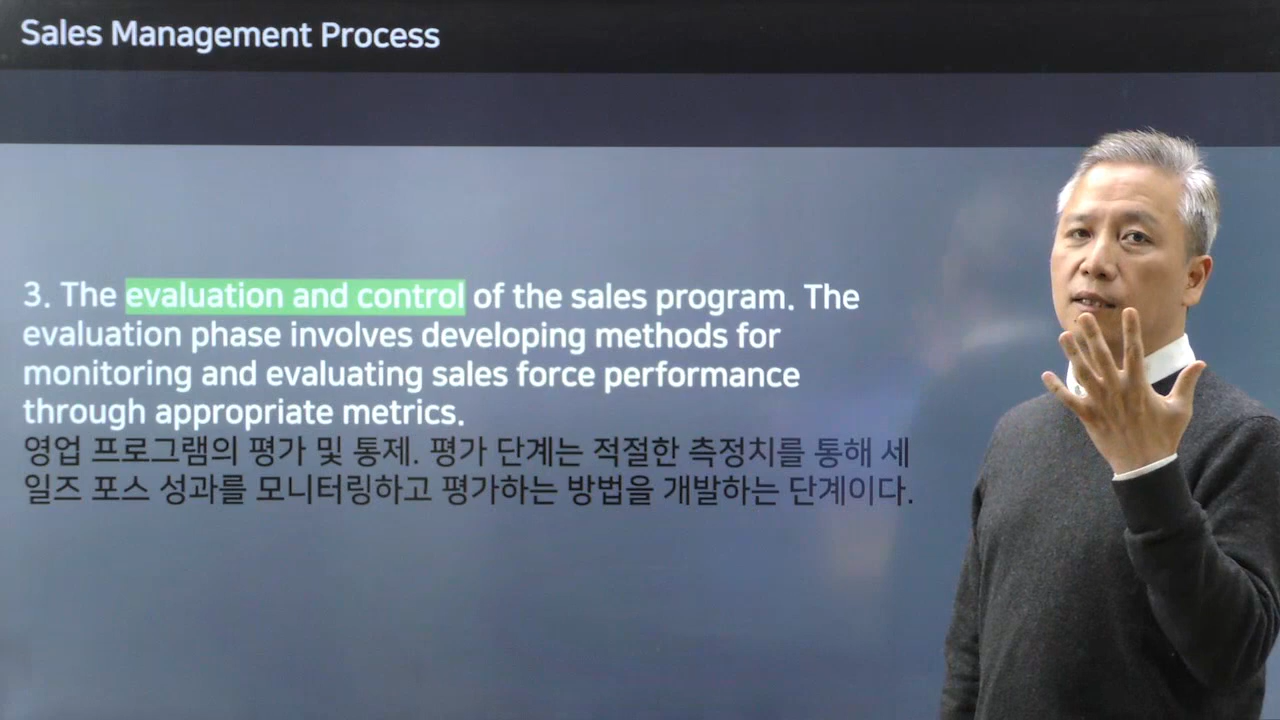 Sales Management Process
3. The evaluation and control of the sales program. The
evaluation phase involves developing methods for
monitoring and evaluating sales force performance
through appropriate metrics.
영업 프로그램의 평가 및 통제. 평가 단계는 적절한 측정치를 통해 세
일즈 포스 성과를 모니터링하고 평가하는 방법을 개발하는 단계이다.